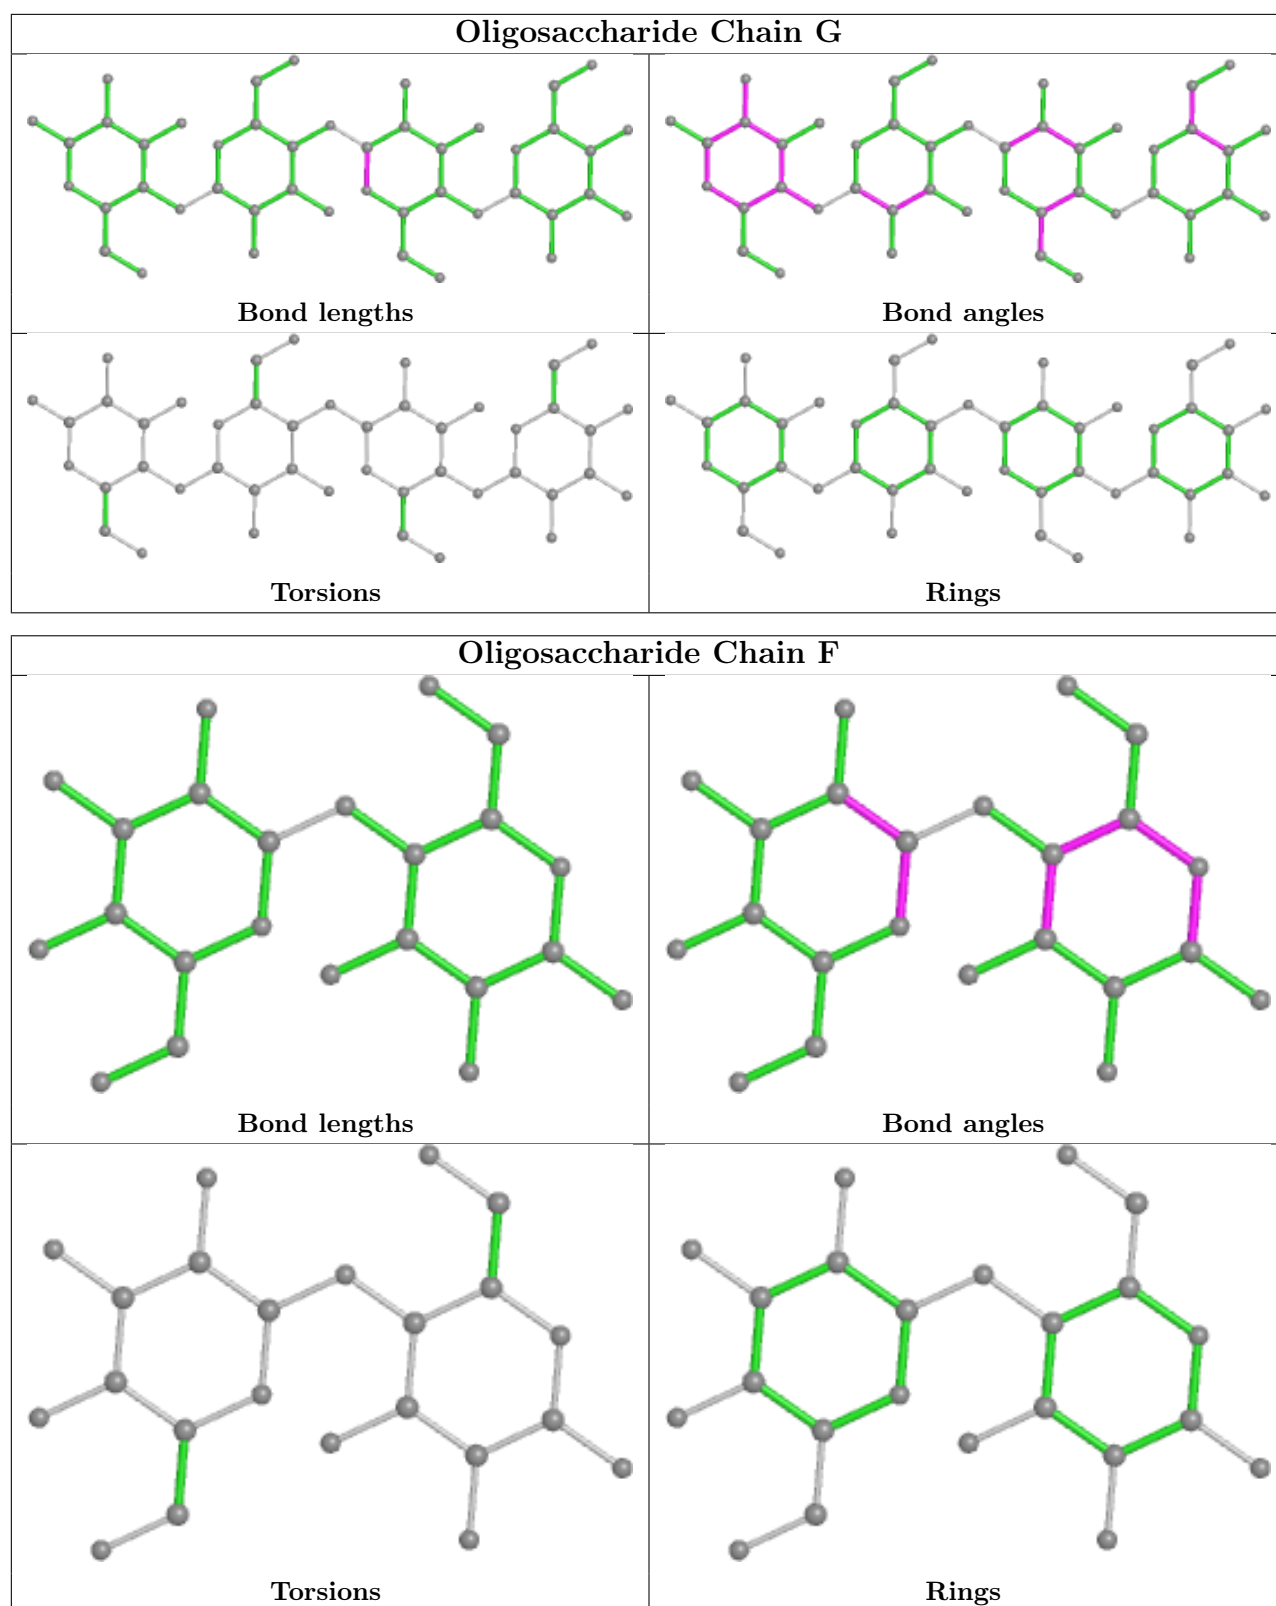 Oligosaccharide Chain G
Bond lengths
Bond angles
Torsions
Rings
Oligosaccharide Chain F
Bond lengths
Bond angles
Torsions
Rings